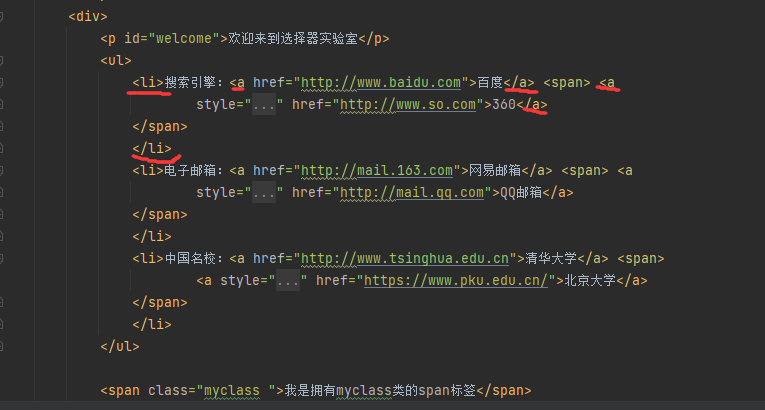 <div>
<p id="welcome">欢迎来到选择器实验室</p>
<ul>
<li>搜索引擎：<a href="http://www.baidu.com">百度</a> <span> <a
style="..." href="http://www.so.com">360</a>
</span>
</li>
<li>电子邮箱：<a href="http://mail.163.com">网易邮箱</a> <span> <a
style="..." href="http://mail.qq.com">QQ邮箱</a>
</span>
</li>
<li>中国名校：<a href="http://www.tsinghua.edu.cn">清华大学</a> <span>
<a style="..." href="https://www.pku.edu.cn/">北京大学</a>
</span>
</li>
</ul>
<span class="myclass ">我是拥有myclass类的span标签</span>